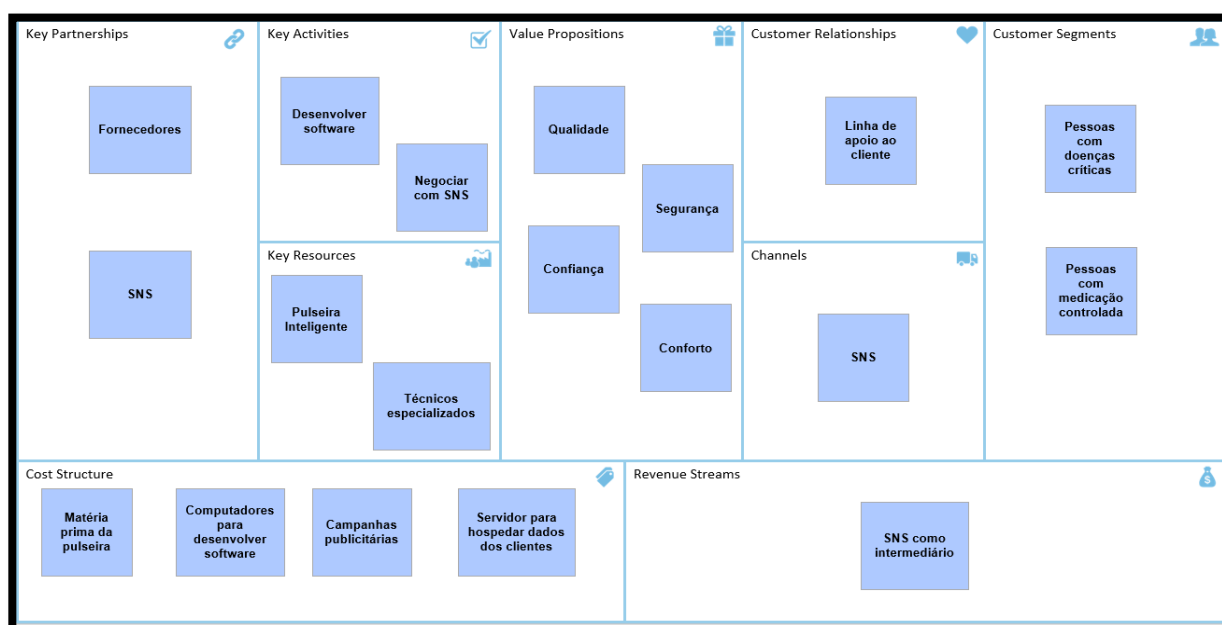 Key Partnerships
Fornecedores
SNS
Key Activities
Desenvolver
software
Negociar
com SNS
Key Resources
Pulseira
Inteligente
Técnicos
especializados
Value Propositions
Qualidade
Segurança
Confiança
Conforto
Customer Relationships
Linha de
apoio ao
cliente
Channels
SNS
Customer Segments
Pessoas
com
doenças
críticas
Pessoas
com
medicação
controlada
Cost Structure
Matéria
prima da
pulseira
Computadores
para
desenvolver
software
Campanhas
publicitárias
Servidor para
hospedar dados
dos clientes
Revenue Streams
SNS como
intermediário